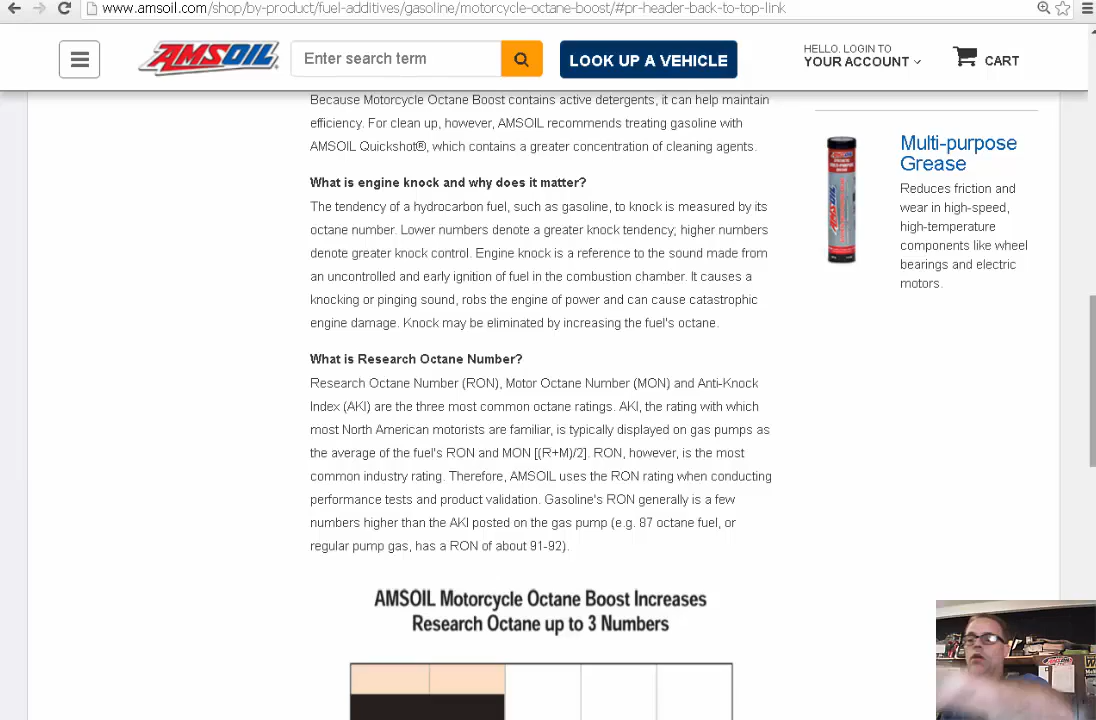 www.amsoil.com/shop/by-product/fuel-additives/gasoline/motorcycle-octane-boost/#pr-header-back-to-top-link
AMSOIL
Enter search term
LOOK UP A VEHICLE
HELLO. LOGIN TO
YOUR ACCOUNT
CART
Because Motorcycle Octane Boost contains active detergents, it can help maintain
efficiency. For clean up, however, AMSOIL recommends treating gasoline with
AMSOIL Quickshot®, which contains a greater concentration of cleaning agents.
What is engine knock and why does it matter?
The tendency of a hydrocarbon fuel, such as gasoline, to knock is measured by its
octane number. Lower numbers denote a greater knock tendency; higher numbers
denote greater knock control. Engine knock is a reference to the sound made from
an uncontrolled and early ignition of fuel in the combustion chamber. It causes a
knocking or pinging sound, robs the engine of power and can cause catastrophic
engine damage. Knock may be eliminated by increasing the fuel's octane.
What is Research Octane Number?
Research Octane Number (RON), Motor Octane Number (MON) and Anti-Knock
Index (AKI) are the three most common octane ratings. AKI, the rating with which
most North American motorists are familiar, is typically displayed on gas pumps as
the average of the fuel's RON and MON [(R+M)/2]. RON, however, is the most
common industry rating. Therefore, AMSOIL uses the RON rating when conducting
performance tests and product validation. Gasoline's RON generally is a few
numbers higher than the AKI posted on the gas pump (e.g. 87 octane fuel, or
regular pump gas, has a RON of about 91-92).
AMSOIL Motorcycle Octane Boost Increases
Research Octane up to 3 Numbers
Multi-purpose
Grease
Reduces friction and
wear in high-speed,
high-temperature
components like wheel
bearings and electric
motors.
AMSOIL